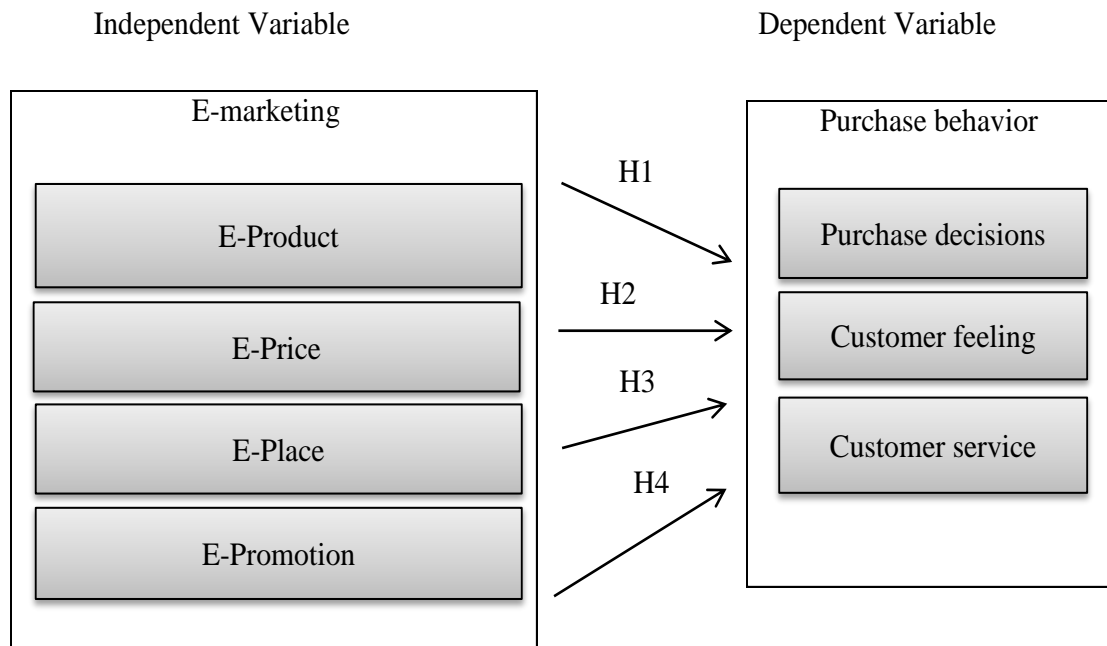 Independent Variable
Dependent Variable
E-marketing
Purchase behavior
H1
E-Product
Purchase decisions
H2
E-Price
Customer feeling
H3
E-Place
Customer service
H4
E-Promotion